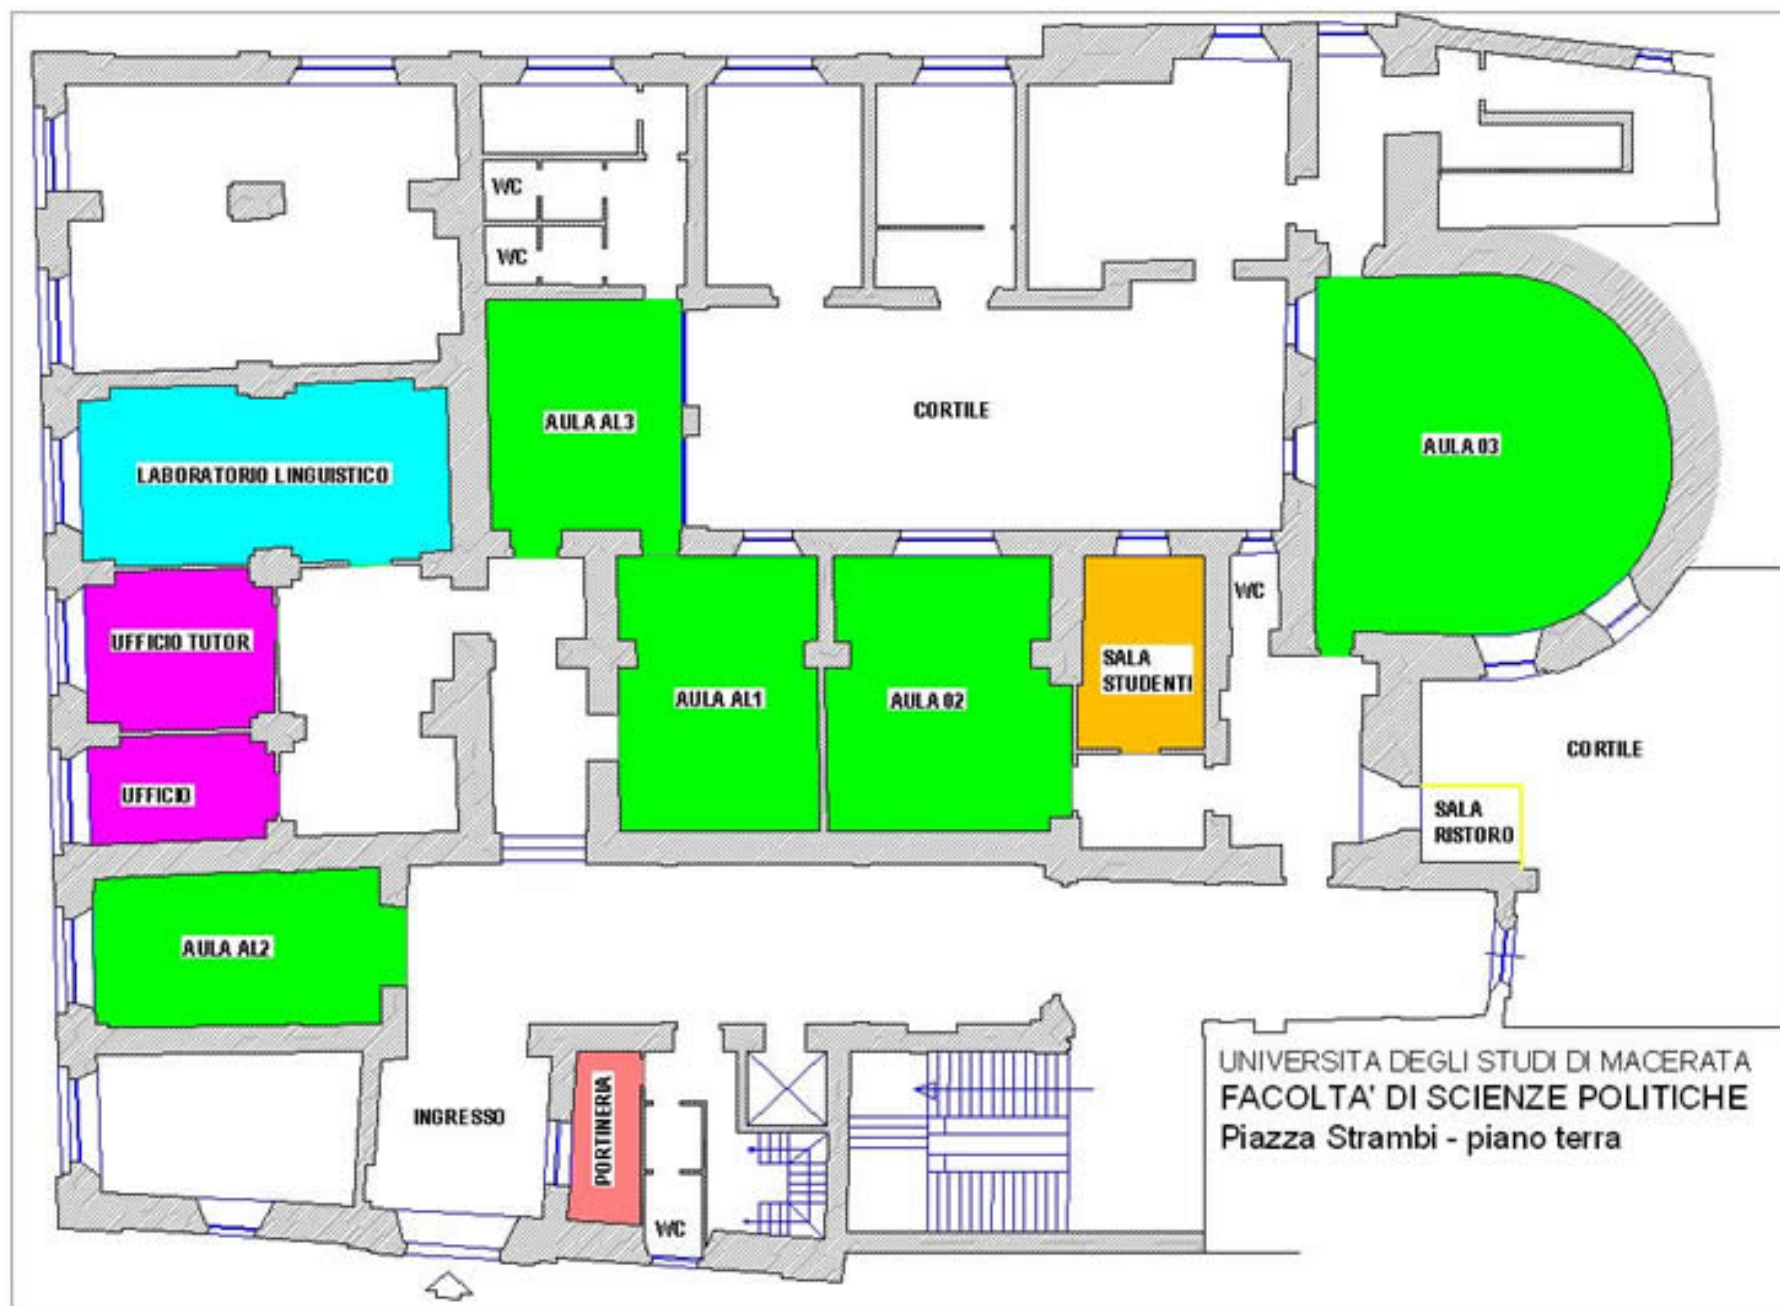 WC
WC
AULA AL3
CORTILE
AULA 03
LABORATORIO LINGUISTICO
WC
UFFICIO TUTOR
SALA
STUDENTI
AULA AL1
AULA 02
CORTILE
UFFICIO
SALA
RISTORO
AULA AL2
UNIVERSITA DEGLI STUDI DI MACERATA
FACOLTA' DI SCIENZE POLITICHE
Piazza Strambi - piano terra
INGRESSO
PORTINERIA
WC